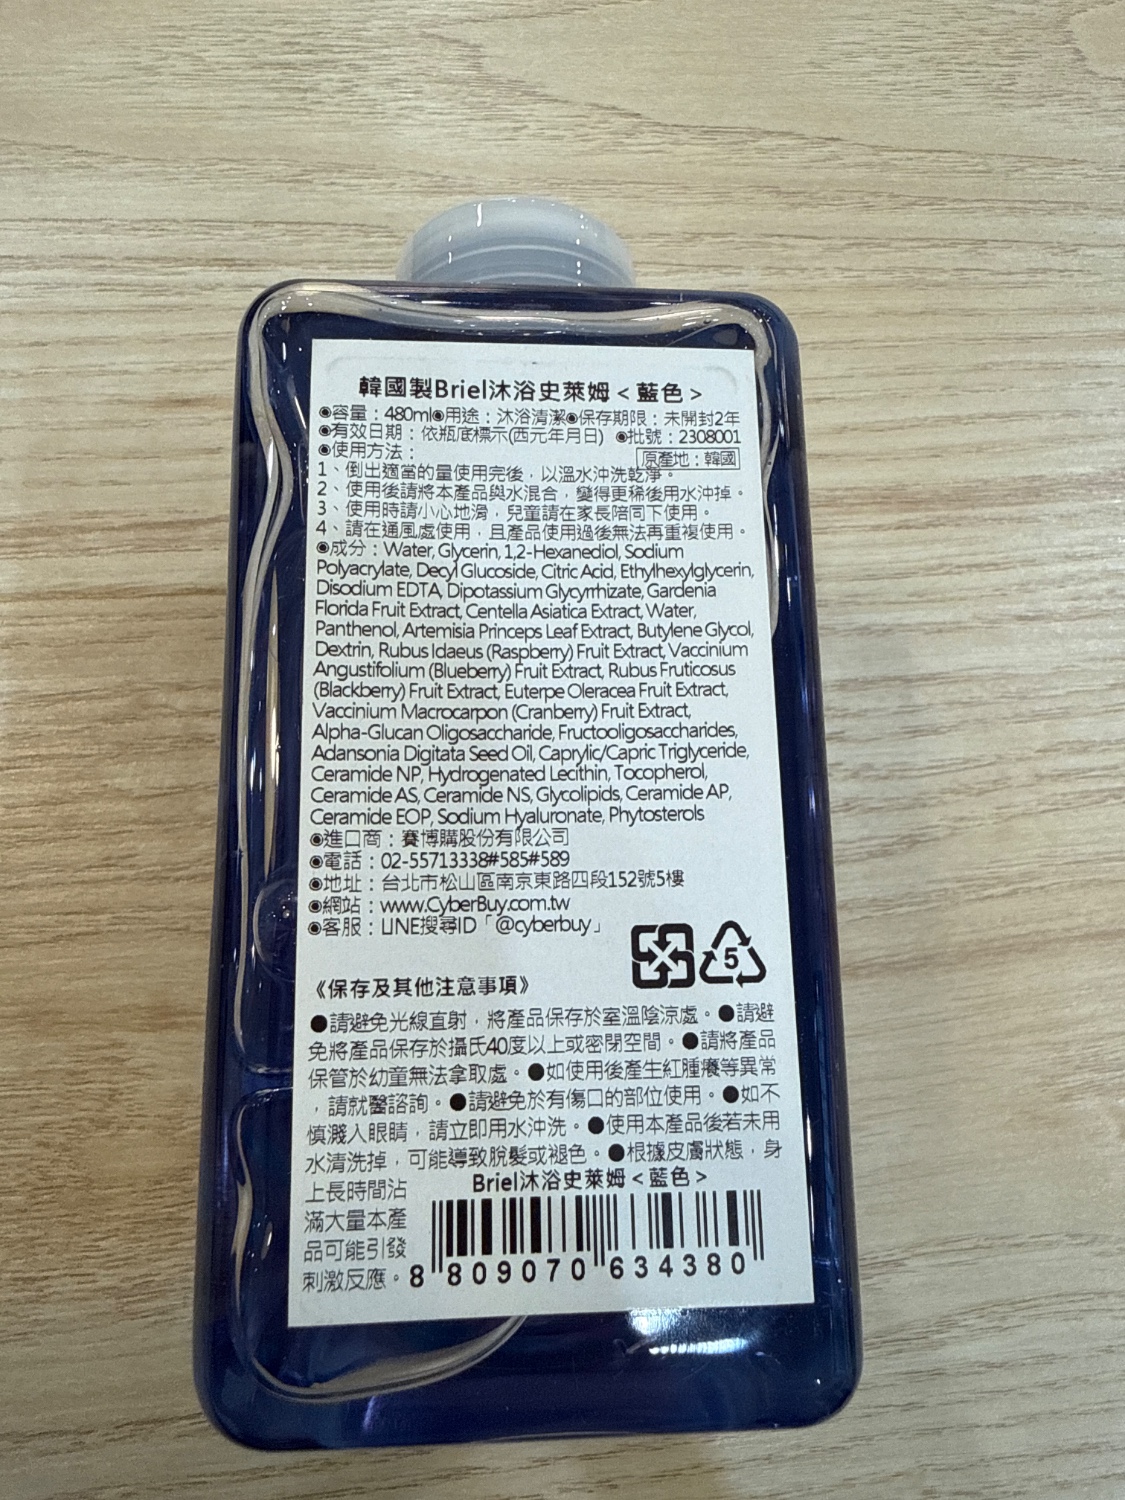 韓國製Briel沐浴史萊姆<藍色>
◉容量:480ml◉用途:沐浴清潔◉保存期限:未開封2年
◉有效日期:依瓶底標示(西元年月日) ◉批號:2308001
◉使用方法: 原產地:韓國
1、倒出適當的量使用完後,以溫水沖洗乾淨。
2、使用後請將本產品與水混合,變得更稀後用水沖掉。
3、使用時請小心地滑,兒童請在家長陪同下使用。
4、請在通風處使用,且產品使用過後無法再重複使用。
◉成分:Water, Glycerin, 1,2-Hexanediol, Sodium
Polyacrylate, Decyl Glucoside, Citric Acid, Ethylhexylglycerin,
Disodium EDTA, Dipotassium Glycyrrhizate, Gardenia
Florida Fruit Extract, Centella Asiatica Extract, Water,
Panthenol, Artemisia Princeps Leaf Extract, Butylene Glycol,
Dextrin, Rubus Idaeus (Raspberry) Fruit Extract, Vaccinium
Angustifolium (Blueberry) Fruit Extract, Rubus Fruticosus
(Blackberry) Fruit Extract, Euterpe Oleracea Fruit Extract,
Vaccinium Macrocarpon (Cranberry) Fruit Extract,
Alpha-Glucan Oligosaccharide, Fructooligosaccharides,
Adansonia Digitata Seed Oil, Caprylic/Capric Triglyceride,
Ceramide NP, Hydrogenated Lecithin, Tocopherol,
Ceramide AS, Ceramide NS, Glycolipids, Ceramide AP,
Ceramide EOP, Sodium Hyaluronate, Phytosterols
◉進口商:賽博購股份有限公司
◉電話:02-55713338#585#589
◉地址:台北市松山區南京東路四段152號5樓
◉網站:www.CyberBuy.com.tw
◉客服:LINE搜尋ID「@cyberbuy」
5
《保存及其他注意事項》
●請避免光線直射,將產品保存於室溫陰涼處。●請避
免將產品保存於攝氏40度以上或密閉空間。●請將產品
保管於幼童無法拿取處。●如使用後產生紅腫癢等異常
,請就醫諮詢。●請避免於有傷口的部位使用。●如不
慎濺入眼睛,請立即用水沖洗。●使用本產品後若未用
水清洗掉,可能導致脫髮或褪色。●根據皮膚狀態,身
上長時間沾
滿大量本產
品可能引發
刺激反應。
Briel沐浴史萊姆<藍色>
8 809070 634380